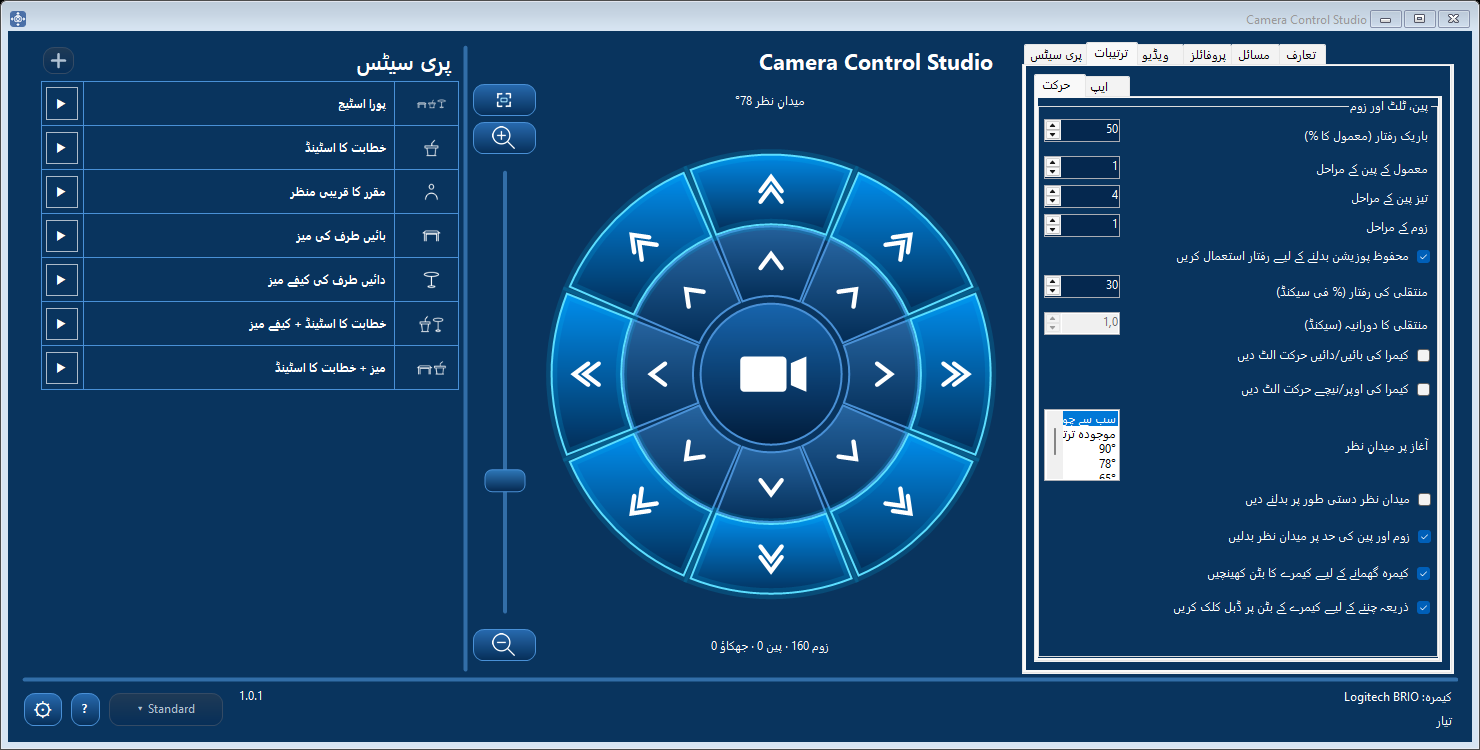 Camera Control Studio
پری سیٹس
پورا اسٹیج
خطابت کا اسٹینڈ
مقرر کا قریبی منظر
بائیں طرف کی میز
دائیں طرف کی کیفے میز
خطابت کا اسٹینڈ + کیفے میز
میز + خطابت کا اسٹینڈ
Camera Control Studio
میدانِ نظر 78°
زوم 160 · پین 0 · جھکاؤ 0
پری سیٹس
ترتیبات
ویڈیو
پروفائلز
مسائل
تعارف
حرکت
ایپ
پین، ٹلٹ اور زوم
باریک رفتار (معمول کا %)
50
معمول کے پین کے مراحل
1
تیز پین کے مراحل
4
زوم کے مراحل
1
محفوظ پوزیشن بدلنے کے لیے رفتار استعمال کریں
منتقلی کی رفتار (% فی سیکنڈ)
30
منتقلی کا دورانیہ (سیکنڈ)
1,0
کیمرا کی بائیں/دائیں حرکت الٹ دیں
کیمرا کی اوپر/نیچے حرکت الٹ دیں
آغاز پر میدانِ نظر
سب سے چو
موجودہ ترت
90°
78°
65°
میدان نظر دستی طور پر بدلنے دیں
زوم اور پین کی حد پر میدان نظر بدلیں
کیمرہ گھمانے کے لیے کیمرے کا بٹن کھینچیں
ذریعہ چننے کے لیے کیمرے کے بٹن پر ڈبل کلک کریں
?
Standard
1.0.1
کیمرہ: Logitech BRIO
تیار